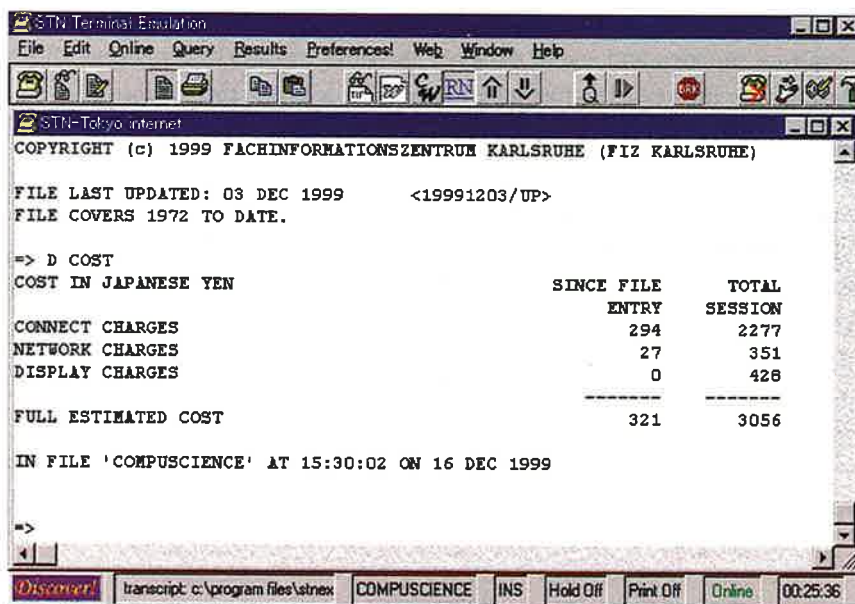 STN Terminal Emulation
File Edit Online Query Results Preferences! Web Window Help
RN BRK
STN-Tokyo internet
COPYRIGHT (c) 1999 FACHINFORMATIONSZENTRUM KARLSRUHE (FIZ KARLSRUHE)
FILE LAST UPDATED: 03 DEC 1999 <19991203/UP>
FILE COVERS 1972 TO DATE.
=> D COST
COST IN JAPANESE YEN SINCE FILE TOTAL
ENTRY SESSION
CONNECT CHARGES 294 2277
NETWORK CHARGES 27 351
DISPLAY CHARGES 0 428
------- -------
FULL ESTIMATED COST 321 3056
IN FILE 'COMPUSCIENCE' AT 15:30:02 ON 16 DEC 1999
=>
Discover! transcript: c:\program files\stnex COMPUSCIENCE INS Hold Off Print Off Online 00:25:36